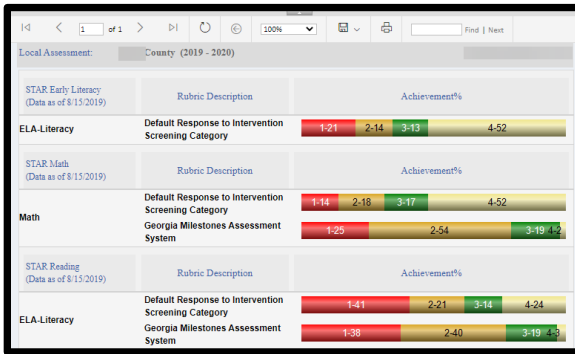 1 of 1 100% Find | Next
Local Assessment: County (2019 - 2020)
STAR Early Literacy
(Data as of 8/15/2019)
Rubric Description
Achievement%
ELA-Literacy
Default Response to Intervention
Screening Category
1-21 2-14 3-13 4-52
STAR Math
(Data as of 8/15/2019)
Rubric Description
Achievement%
Math
Default Response to Intervention
Screening Category
1-14 2-18 3-17 4-52
Georgia Milestones Assessment
System
1-25 2-54 3-19 4-2
STAR Reading
(Data as of 8/15/2019)
Rubric Description
Achievement%
ELA-Literacy
Default Response to Intervention
Screening Category
1-41 2-21 3-14 4-24
Georgia Milestones Assessment
System
1-38 2-40 3-19 4-3